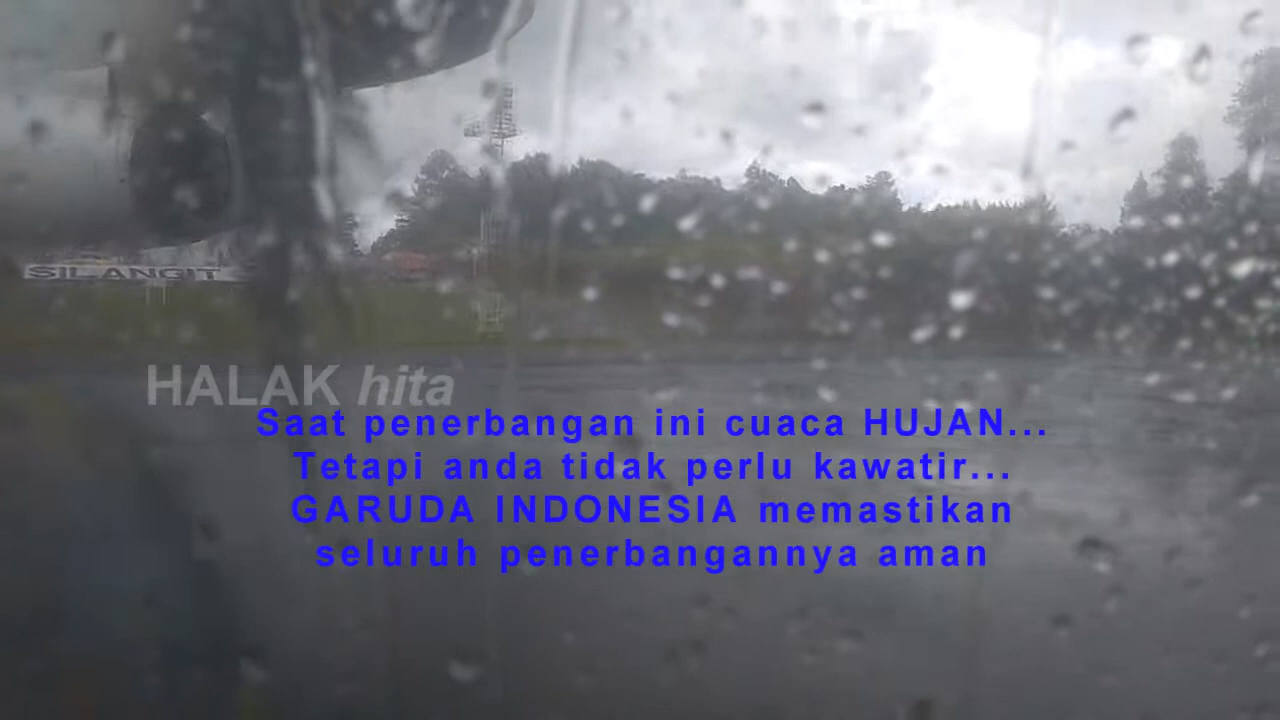 SILANGIT
HALAK hita
Saat penerbangan ini cuaca HUJAN...
Tetapi anda tidak perlu kawatir...
GARUDA INDONESIA memastikan
seluruh penerbangannya aman